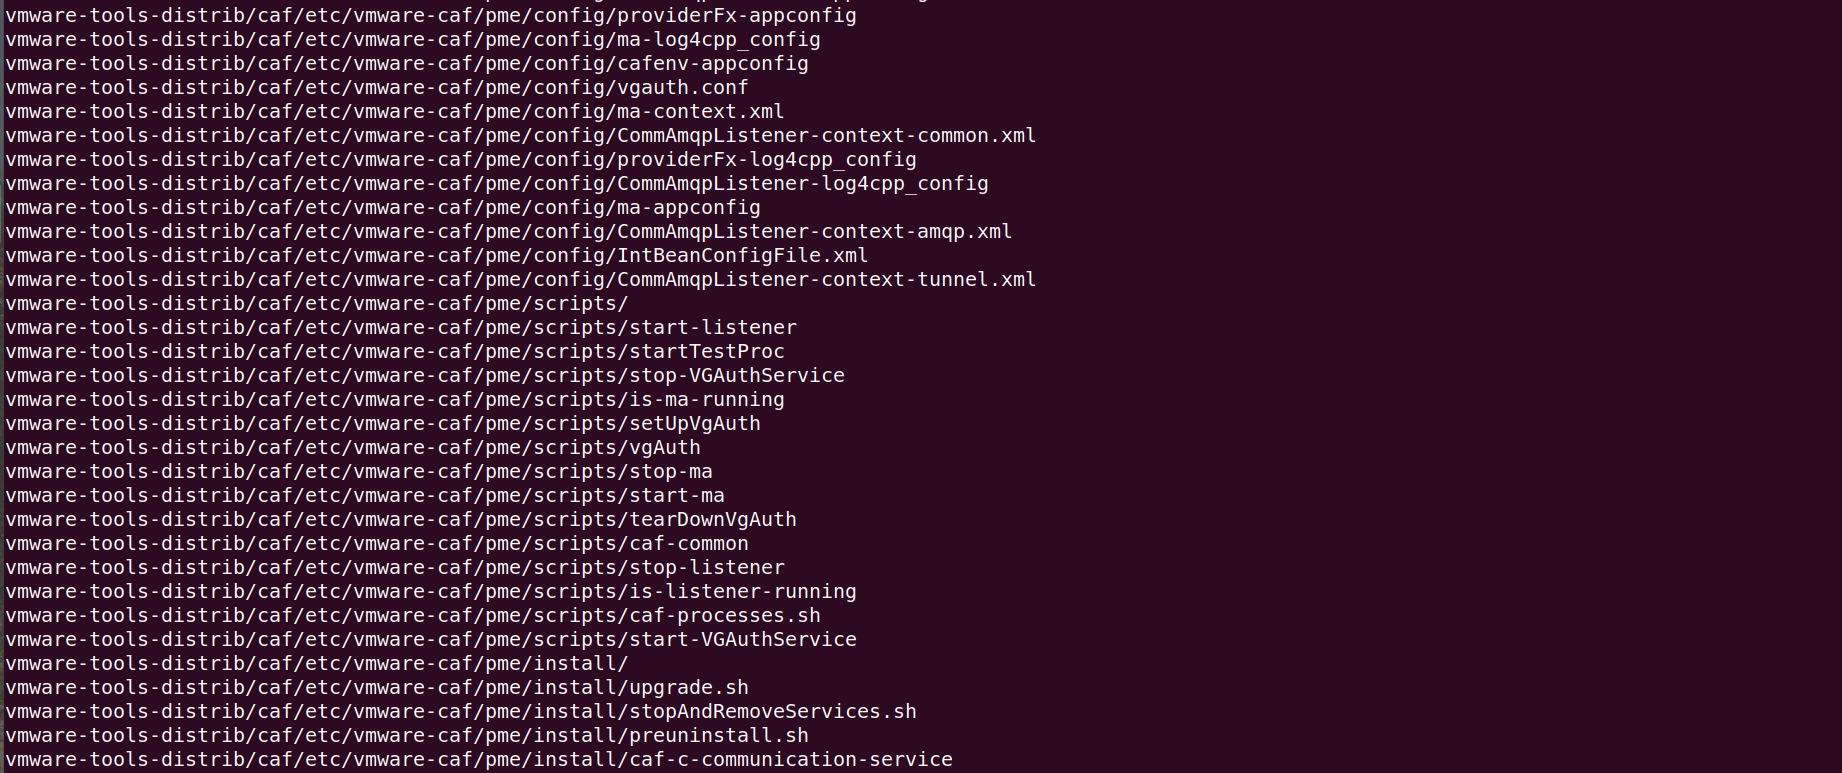 vmware-tools-distrib/caf/etc/vmware-caf/pme/config/providerFx-appconfig
vmware-tools-distrib/caf/etc/vmware-caf/pme/config/ma-log4cpp_config
vmware-tools-distrib/caf/etc/vmware-caf/pme/config/cafenv-appconfig
vmware-tools-distrib/caf/etc/vmware-caf/pme/config/vgauth.conf
vmware-tools-distrib/caf/etc/vmware-caf/pme/config/ma-context.xml
vmware-tools-distrib/caf/etc/vmware-caf/pme/config/CommAmqpListener-context-common.xml
vmware-tools-distrib/caf/etc/vmware-caf/pme/config/providerFx-log4cpp_config
vmware-tools-distrib/caf/etc/vmware-caf/pme/config/CommAmqpListener-log4cpp_config
vmware-tools-distrib/caf/etc/vmware-caf/pme/config/ma-appconfig
vmware-tools-distrib/caf/etc/vmware-caf/pme/config/CommAmqpListener-context-amqp.xml
vmware-tools-distrib/caf/etc/vmware-caf/pme/config/IntBeanConfigFile.xml
vmware-tools-distrib/caf/etc/vmware-caf/pme/config/CommAmqpListener-context-tunnel.xml
vmware-tools-distrib/caf/etc/vmware-caf/pme/scripts/
vmware-tools-distrib/caf/etc/vmware-caf/pme/scripts/start-listener
vmware-tools-distrib/caf/etc/vmware-caf/pme/scripts/startTestProc
vmware-tools-distrib/caf/etc/vmware-caf/pme/scripts/stop-VGAuthService
vmware-tools-distrib/caf/etc/vmware-caf/pme/scripts/is-ma-running
vmware-tools-distrib/caf/etc/vmware-caf/pme/scripts/setUpVgAuth
vmware-tools-distrib/caf/etc/vmware-caf/pme/scripts/vgAuth
vmware-tools-distrib/caf/etc/vmware-caf/pme/scripts/stop-ma
vmware-tools-distrib/caf/etc/vmware-caf/pme/scripts/start-ma
vmware-tools-distrib/caf/etc/vmware-caf/pme/scripts/tearDownVgAuth
vmware-tools-distrib/caf/etc/vmware-caf/pme/scripts/caf-common
vmware-tools-distrib/caf/etc/vmware-caf/pme/scripts/stop-listener
vmware-tools-distrib/caf/etc/vmware-caf/pme/scripts/is-listener-running
vmware-tools-distrib/caf/etc/vmware-caf/pme/scripts/caf-processes.sh
vmware-tools-distrib/caf/etc/vmware-caf/pme/scripts/start-VGAuthService
vmware-tools-distrib/caf/etc/vmware-caf/pme/install/
vmware-tools-distrib/caf/etc/vmware-caf/pme/install/upgrade.sh
vmware-tools-distrib/caf/etc/vmware-caf/pme/install/stopAndRemoveServices.sh
vmware-tools-distrib/caf/etc/vmware-caf/pme/install/preuninstall.sh
vmware-tools-distrib/caf/etc/vmware-caf/pme/install/caf-c-communication-service